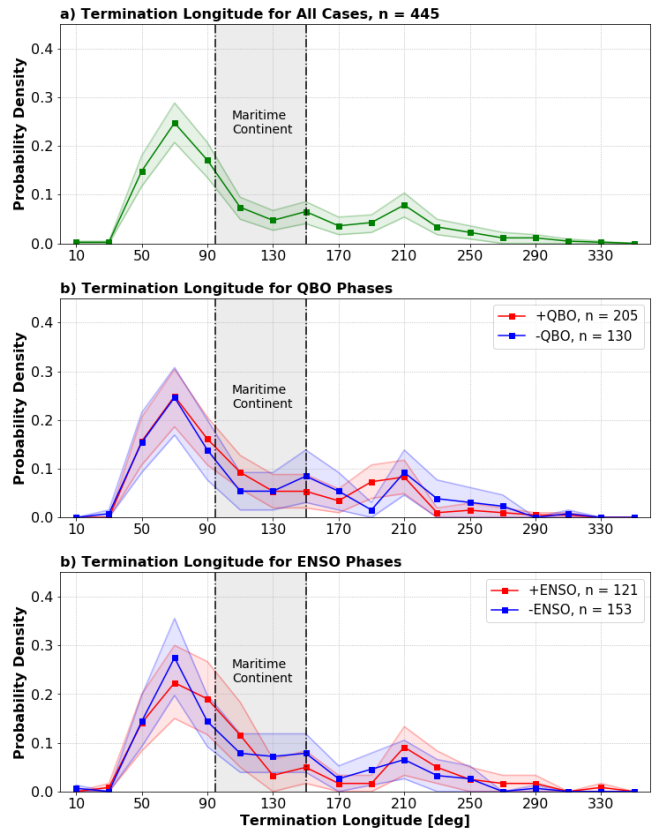 a) Termination Longitude for All Cases, n = 445
Probability Density
0.4
0.3
0.2
0.1
0.0
Maritime
Continent
10 50 90 130 150 170 210 250 290 330
b) Termination Longitude for QBO Phases
Probability Density
0.4
0.3
0.2
0.1
0.0
Maritime
Continent
+QBO, n = 205
-QBO, n = 130
10 50 90 130 150 170 210 250 290 330
b) Termination Longitude for ENSO Phases
Probability Density
0.4
0.3
0.2
0.1
0.0
Maritime
Continent
+ENSO, n = 121
-ENSO, n = 153
10 50 90 130 150 170 210 250 290 330
Termination Longitude [deg]